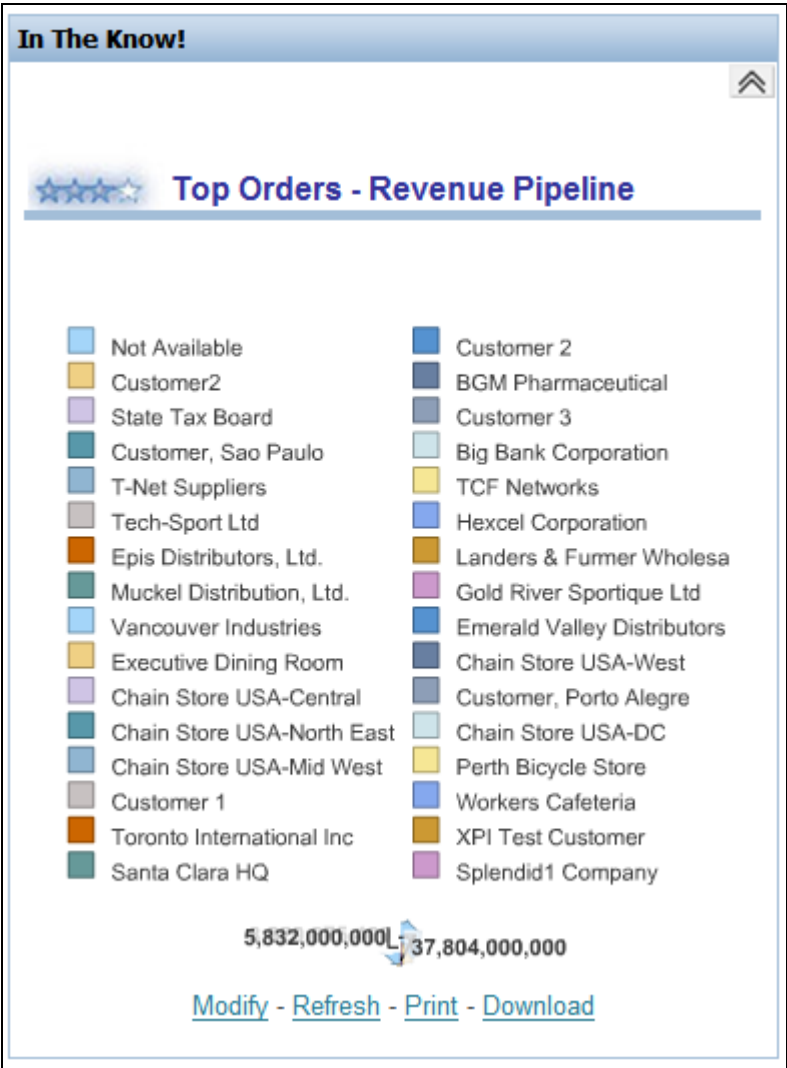 In The Know!
Top Orders - Revenue Pipeline
Not Available
Customer 2
Customer2
BGM Pharmaceutical
State Tax Board
Customer 3
Customer, Sao Paulo
Big Bank Corporation
T-Net Suppliers
TCF Networks
Tech-Sport Ltd
Hexcel Corporation
Epis Distributors, Ltd.
Landers & Furmer Wholesa
Muckel Distribution, Ltd.
Gold River Sportique Ltd
Vancouver Industries
Emerald Valley Distributors
Executive Dining Room
Chain Store USA-West
Chain Store USA-Central
Customer, Porto Alegre
Chain Store USA-North East
Chain Store USA-DC
Chain Store USA-Mid West
Perth Bicycle Store
Customer 1
Workers Cafeteria
Toronto International Inc
XPI Test Customer
Santa Clara HQ
Splendid1 Company
5,832,000,000
37,804,000,000
Modify - Refresh - Print - Download